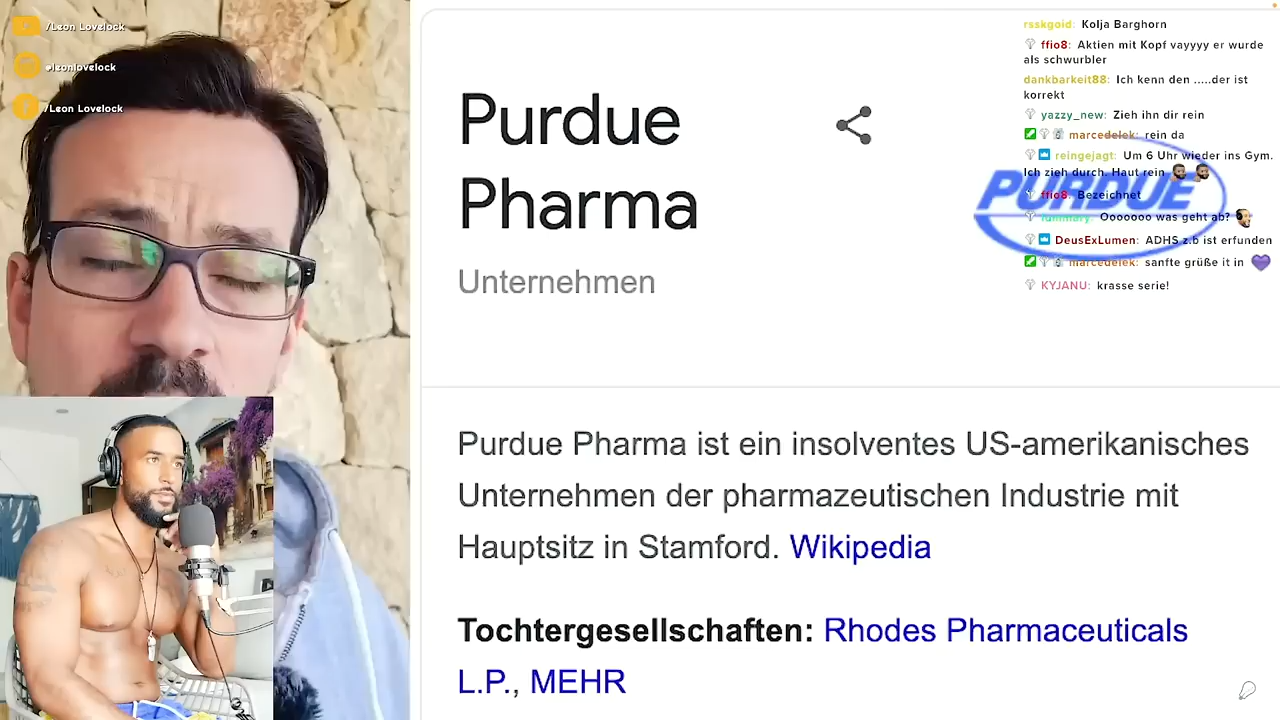 /Leon Lovelock
@leonlovelock
/Leon Lovelock
Purdue
Pharma
Unternehmen
Purdue Pharma ist ein insolventes US-amerikanisches
Unternehmen der pharmazeutischen Industrie mit
Hauptsitz in Stamford. Wikipedia
Tochtergesellschaften: Rhodes Pharmaceuticals
L.P., MEHR
PURDUE
rsskgoid: Kolja Barghorn
ffio8: Aktien mit Kopf vayyyy er wurde
als schwurbler
dankbarkeit88: Ich kenn den .....der ist
korrekt
yazzy_new: Zieh ihn dir rein
marcedelek: rein da
reingejagt: Um 6 Uhr wieder ins Gym.
Ich zieh durch. Haut rein
ffio8: Bezeichnet
Ooooooo was geht ab?
DeusExLumen: ADHS z.b ist erfunden
marcedelek: sanfte grüße it in
KYJANU: krasse serie!